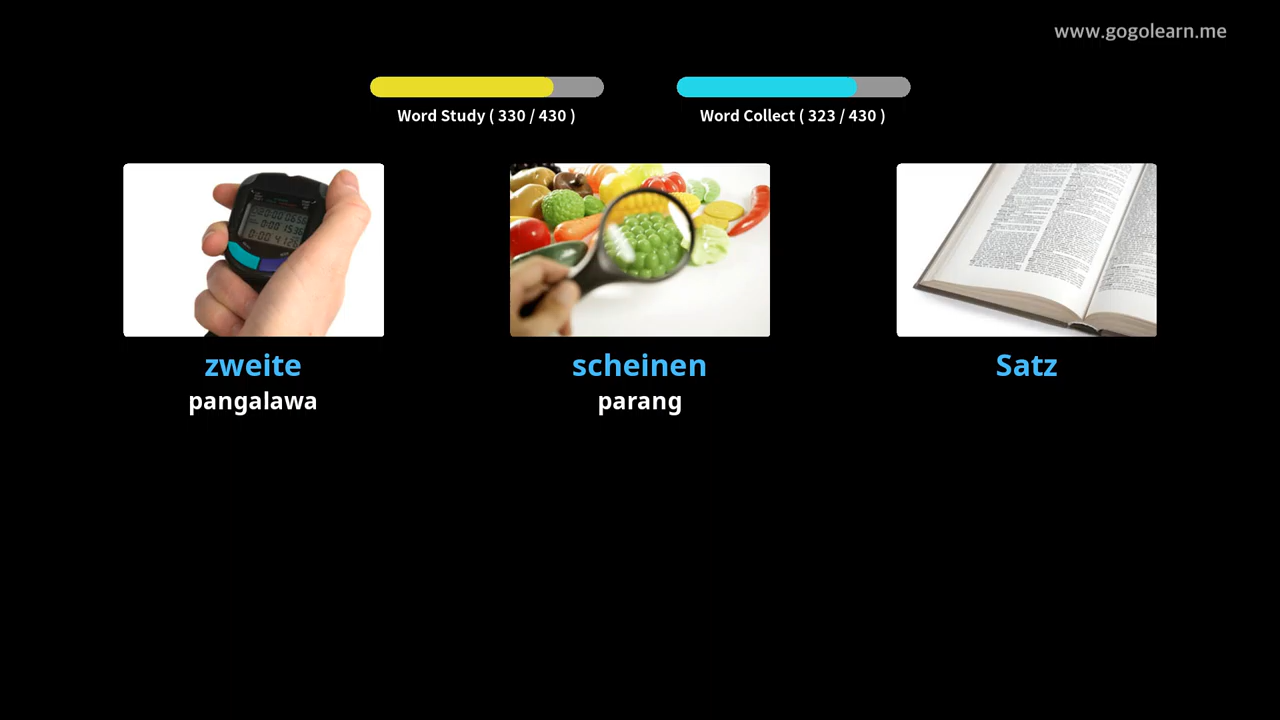 www.gogolearn.me
Word Study ( 330 / 430 )
Word Collect ( 323 / 430 )
zweite
pangalawa
scheinen
parang
Satz